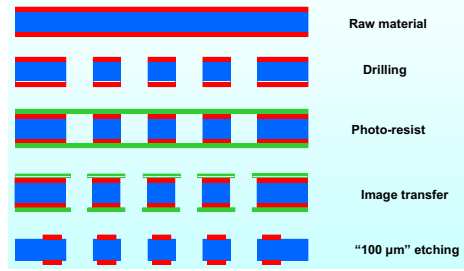 Raw material
Drilling
Photo-resist
Image transfer
“100 µm” etching